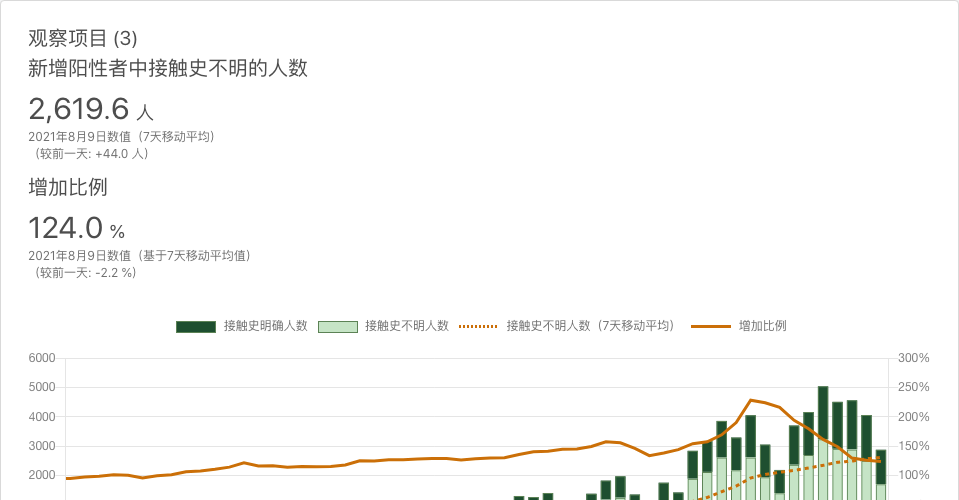 观察项目 (3)
新增阳性者中接触史不明的人数
2,619.6 人
2021年8月9日数值（7天移动平均）
（较前一天: +44.0 人）
增加比例
124.0 %
2021年8月9日数值（基于7天移动平均值）
（较前一天: -2.2 %）
接触史明确人数 接触史不明人数 接触史不明人数（7天移动平均） 增加比例
6000 300%
5000 250%
4000 200%
3000 150%
2000 100%